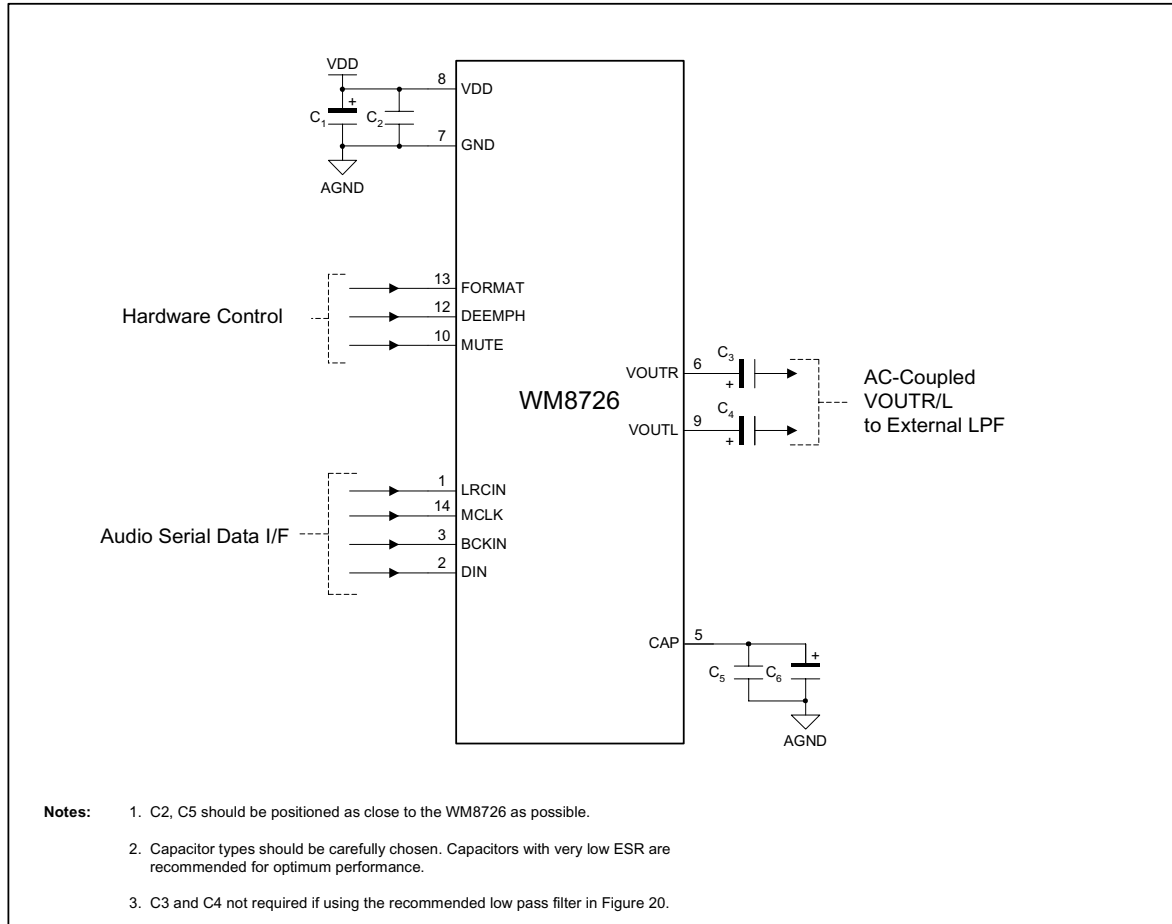 VDD
8
VDD
+
C1
C2
7
GND
AGND
13
FORMAT
Hardware Control
12
DEEMPH
10
MUTE
WM8726
VOUTR
6
C3
+
AC-Coupled
VOUTR/L
to External LPF
VOUTL
9
C4
+
1
LRCIN
14
MCLK
Audio Serial Data I/F
3
BCKIN
2
DIN
CAP
5
C5
C6
+
AGND
Notes: 1. C2, C5 should be positioned as close to the WM8726 as possible.
2. Capacitor types should be carefully chosen. Capacitors with very low ESR are
recommended for optimum performance.
3. C3 and C4 not required if using the recommended low pass filter in Figure 20.